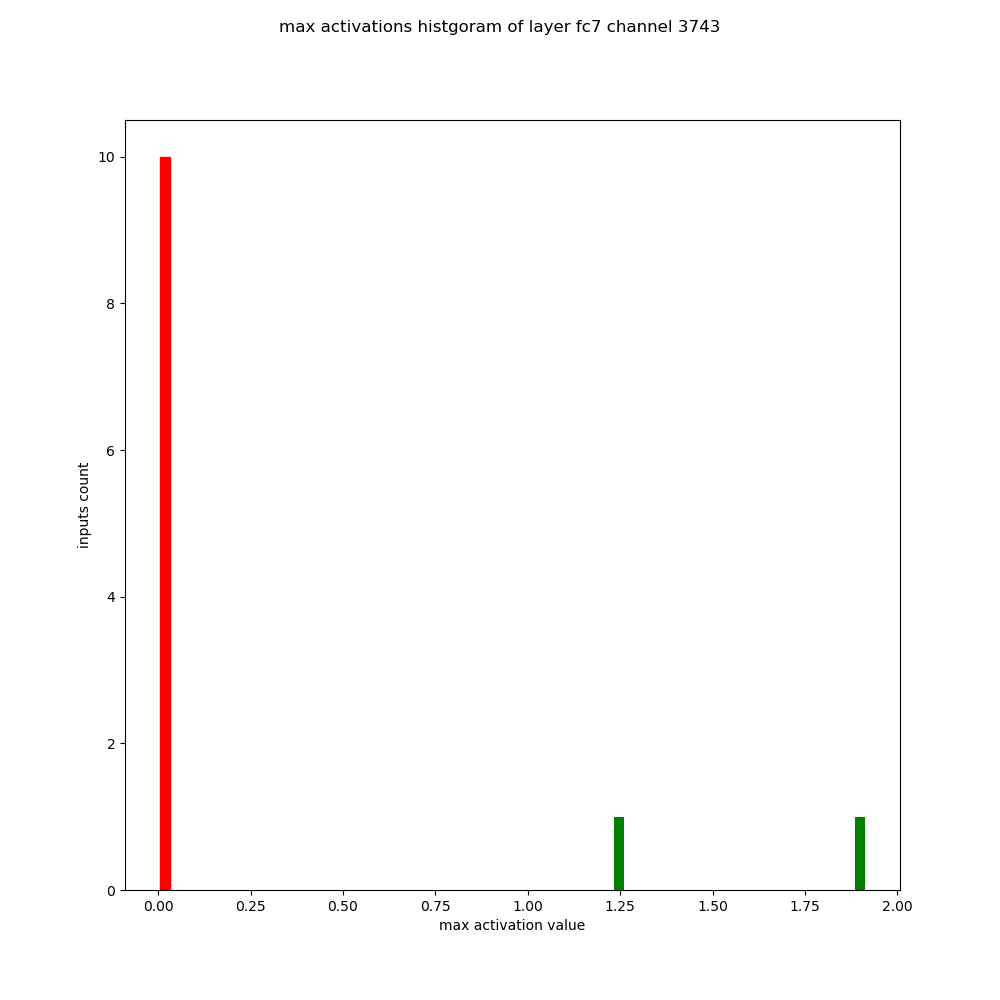 max activations histgoram of layer fc7 channel 3743
10
8
6
4
2
0
inputs count
0.00 0.25 0.50 0.75 1.00 1.25 1.50 1.75 2.00
max activation value